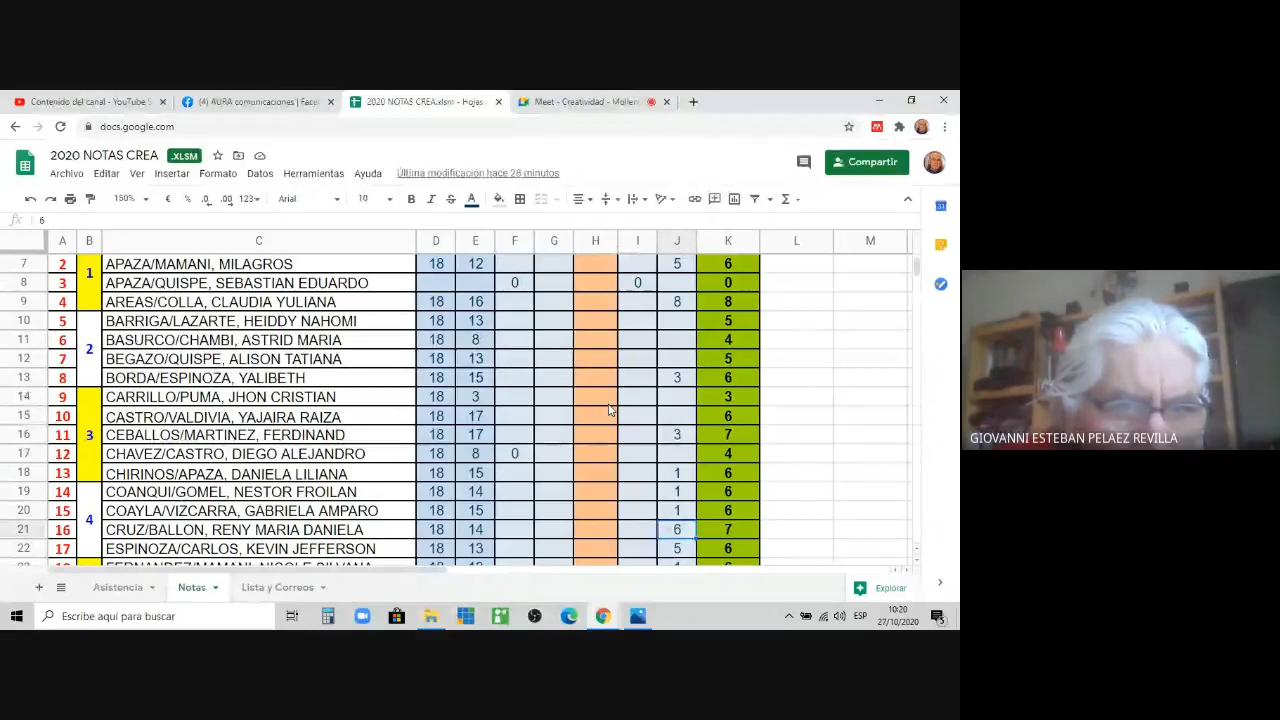 Contenido del canal - YouTube S
(4) AURA comunicaciones | Face
2020 NOTAS CREA.xlsm - Hojas
Meet - Creatividad - Mollen
docs.google.com
2020 NOTAS CREA .XLSM
Compartir
Archivo Editar Ver Insertar Formato Datos Herramientas Ayuda Última modificación hace 28 minutos
150% € % .0 .00 123 Arial 10 B I S A
fx 6
A B C D E F G H I J K L M
7 2 1 APAZA/MAMANI, MILAGROS 18 12 5 6
8 3 APAZA/QUISPE, SEBASTIAN EDUARDO 0 0 0
9 4 AREAS/COLLA, CLAUDIA YULIANA 18 16 8 8
10 5 BARRIGA/LAZARTE, HEIDDY NAHOMI 18 13 5
11 6 2 BASURCO/CHAMBI, ASTRID MARIA 18 8 4
12 7 BEGAZO/QUISPE, ALISON TATIANA 18 13 5
13 8 BORDA/ESPINOZA, YALIBETH 18 15 3 6
14 9 CARRILLO/PUMA, JHON CRISTIAN 18 3 3
15 10 CASTRO/VALDIVIA, YAJAIRA RAIZA 18 17 6
16 11 3 CEBALLOS/MARTINEZ, FERDINAND 18 17 3 7
17 12 CHAVEZ/CASTRO, DIEGO ALEJANDRO 18 8 0 4
18 13 CHIRINOS/APAZA, DANIELA LILIANA 18 15 1 6
19 14 COANQUI/GOMEL, NESTOR FROILAN 18 14 1 6
20 15 4 COAYLA/VIZCARRA, GABRIELA AMPARO 18 15 1 6
21 16 CRUZ/BALLON, RENY MARIA DANIELA 18 14 6 7
22 17 ESPINOZA/CARLOS, KEVIN JEFFERSON 18 13 5 6
FERNANDEZ/MAMANI, NICOLE SILVANA
Asistencia Notas Lista y Correos Explorar
Escribe aquí para buscar
ESP
10:20
27/10/2020
GIOVANNI ESTEBAN PELAEZ REVILLA